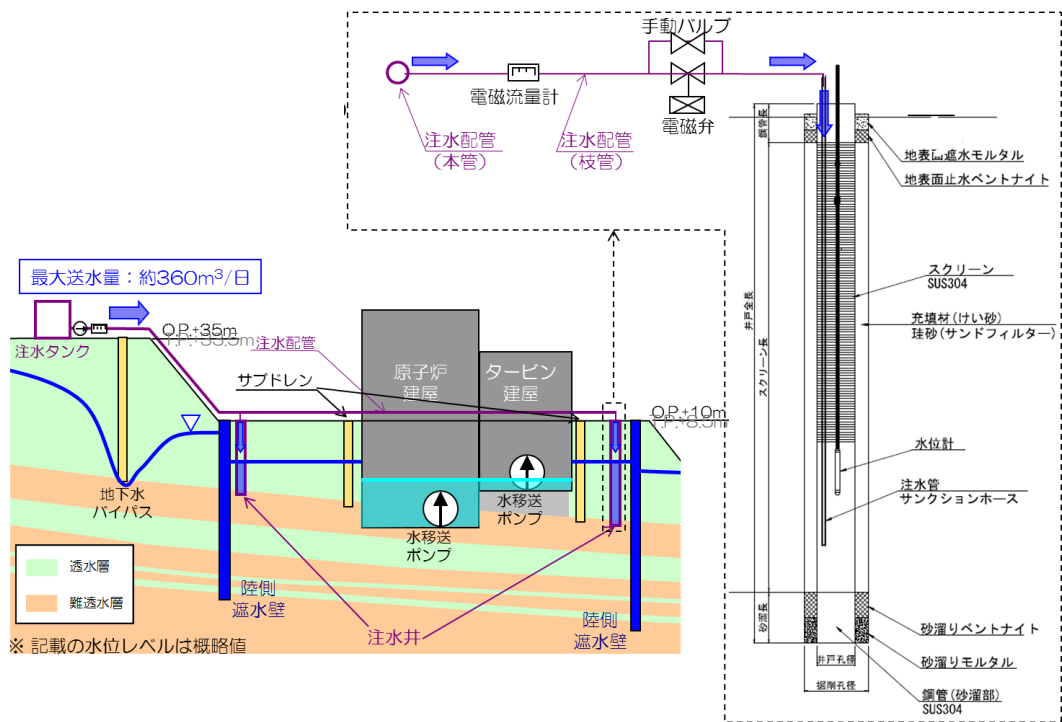 手動バルブ
電磁流量計
電磁弁
注水配管
(本管)
注水配管
(枝管)
鋼管長
井戸全長
スクリーン長
砂溜長
地表面遮水モルタル
地表面止水ベントナイト
スクリーン
SUS304
充填材(けい砂)
珪砂(サンドフィルター)
水位計
注水管
サンクションホース
砂溜りベントナイト
砂溜りモルタル
鋼管(砂溜部)
SUS304
井戸孔径
掘削孔径
最大送水量:約360m³/日
注水タンク
O.P.+35m
T.P.+33.5m
注水配管
サブドレン
原子炉
建屋
タービン
建屋
O.P.+10m
T.P.+8.5m
地下水
バイパス
水移送
ポンプ
水移送
ポンプ
透水層
難透水層
陸側
遮水壁
注水井
陸側
遮水壁
※ 記載の水位レベルは概略値